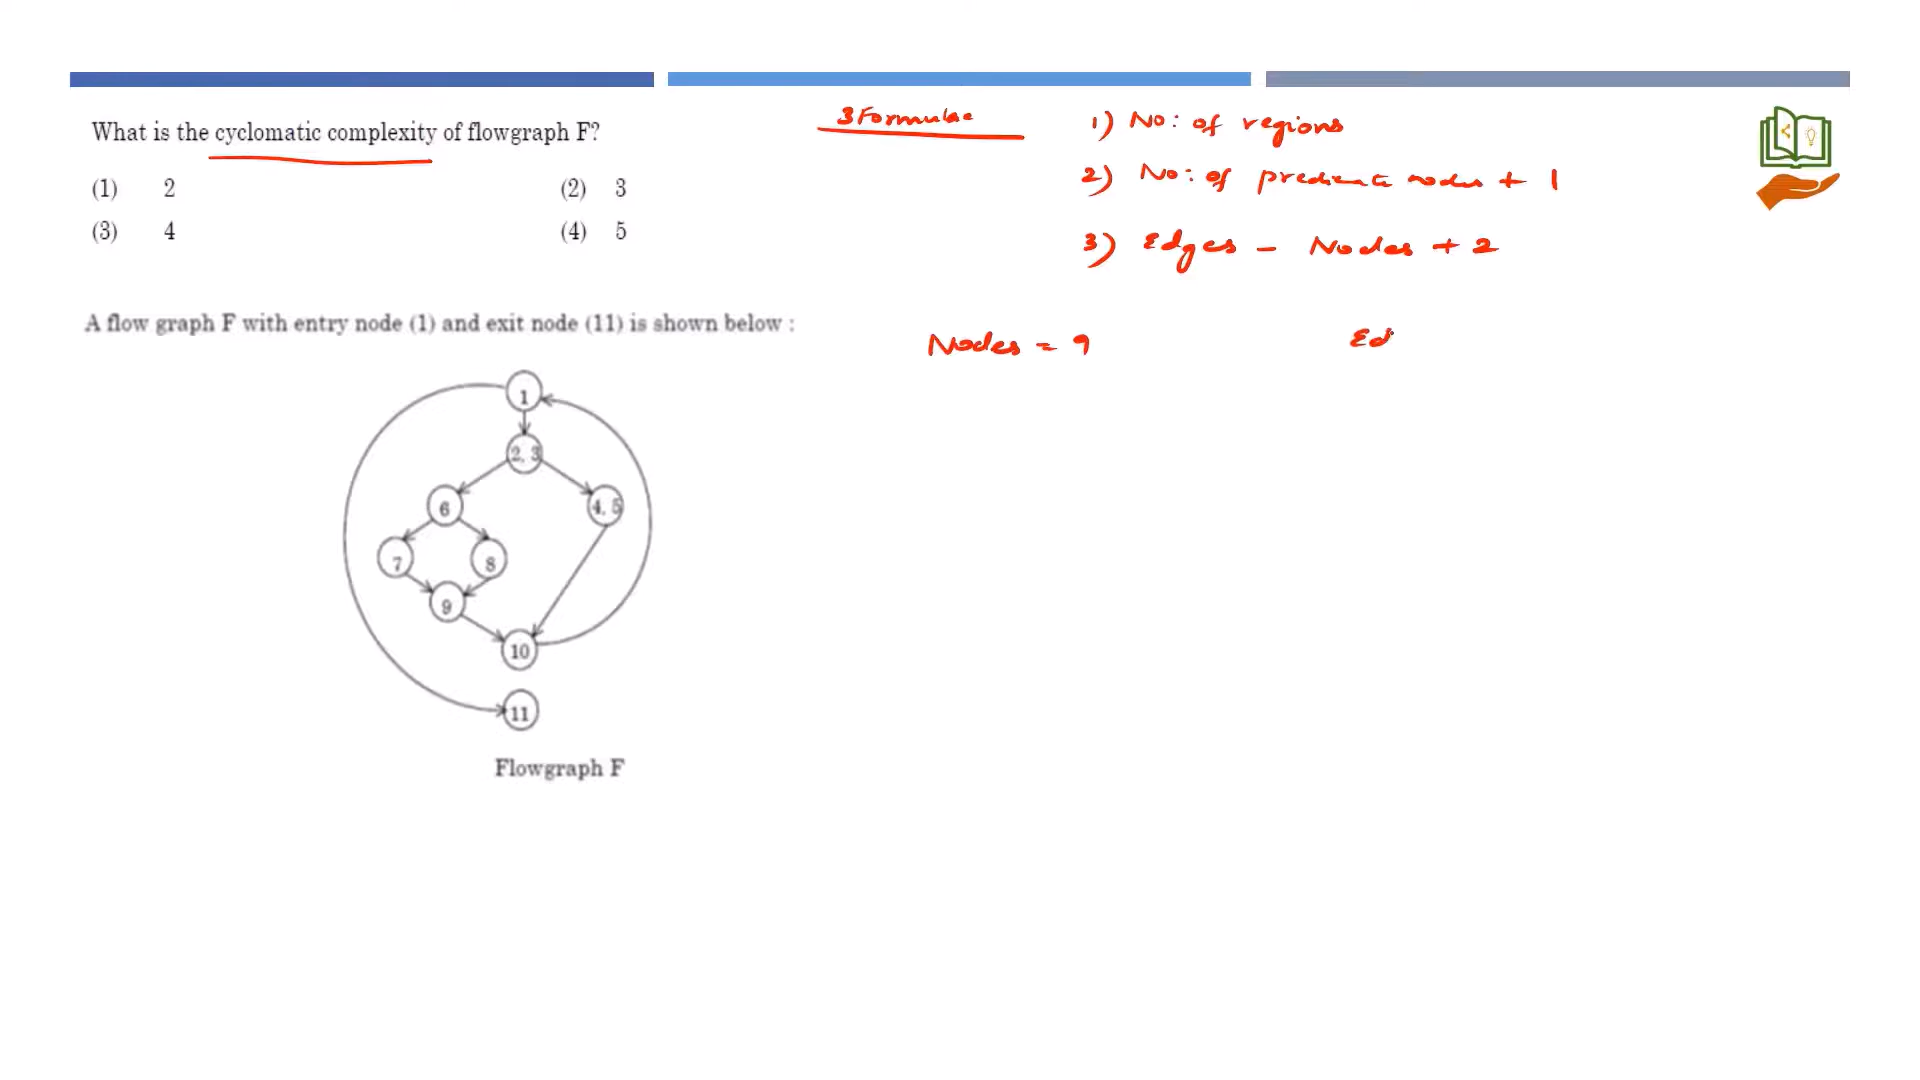 What is the cyclomatic complexity of flowgraph F?
(1) 2 (2) 3
(3) 4 (4) 5
3 Formulae
1) No: of regions
2) No: of predicate nodes + 1
3) Edges - Nodes + 2
A flow graph F with entry node (1) and exit node (11) is shown below :
Nodes = 9
Ed
1
2, 3
6
4, 5
7
8
9
10
11
Flowgraph F